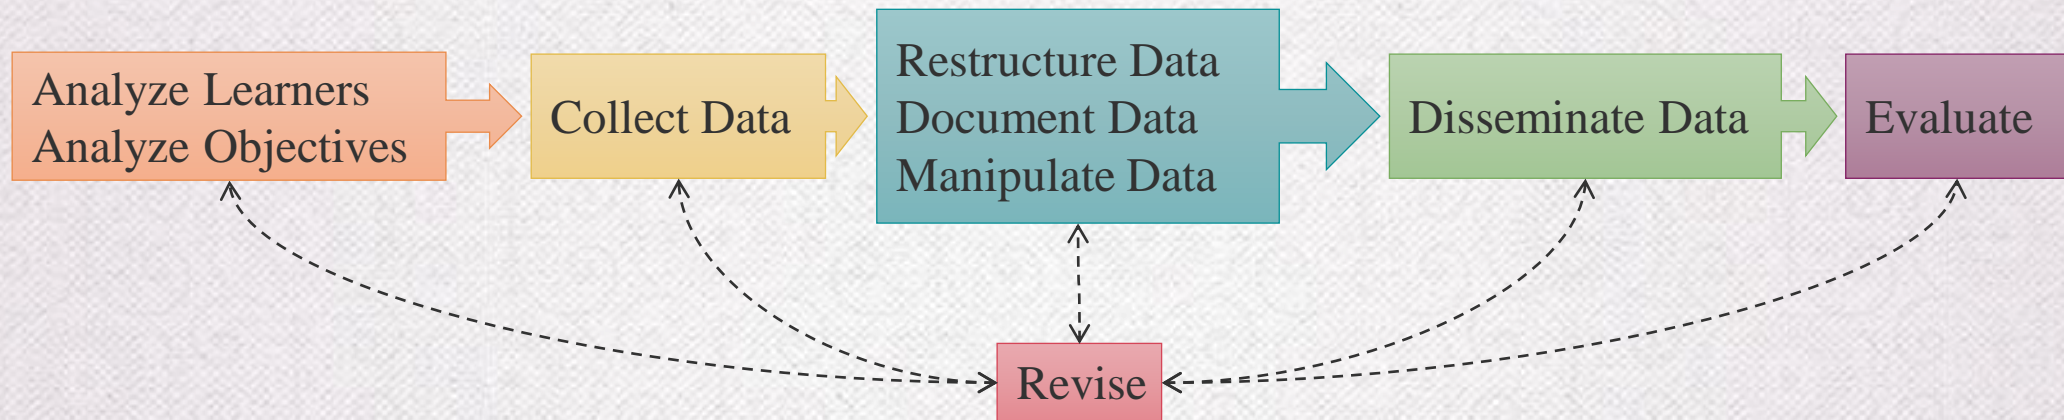 Analyze Learners
Analyze Objectives
Collect Data
Restructure Data
Document Data
Manipulate Data
Disseminate Data
Evaluate
Revise